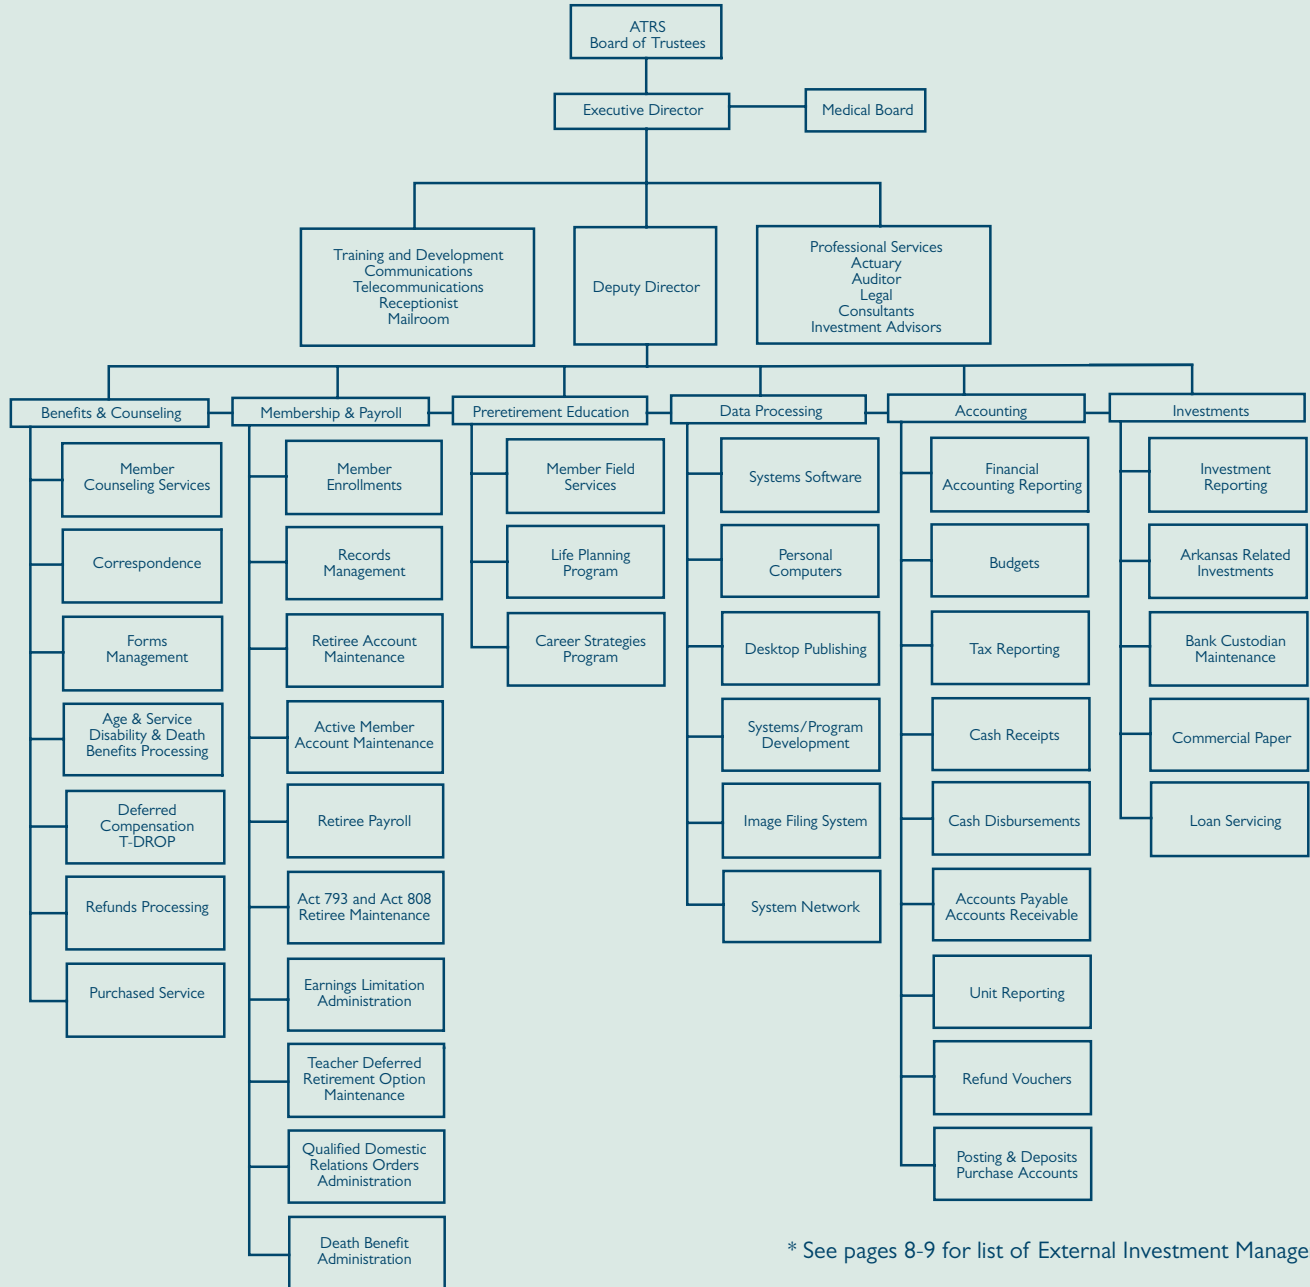 ATRS
Board of Trustees
Executive Director
Medical Board
Training and Development
Communications
Telecommunications
Receptionist
Mailroom
Deputy Director
Professional Services
Actuary
Auditor
Legal
Consultants
Investment Advisors
Benefits & Counseling
Member
Counseling Services
Correspondence
Forms
Management
Age & Service
Disability & Death
Benefits Processing
Deferred
Compensation
T-DROP
Refunds Processing
Purchased Service
Membership & Payroll
Member
Enrollments
Records
Management
Retiree Account
Maintenance
Active Member
Account Maintenance
Retiree Payroll
Act 793 and Act 808
Retiree Maintenance
Earnings Limitation
Administration
Teacher Deferred
Retirement Option
Maintenance
Qualified Domestic
Relations Orders
Administration
Death Benefit
Administration
Preretirement Education
Member Field
Services
Life Planning
Program
Career Strategies
Program
Data Processing
Systems Software
Personal
Computers
Desktop Publishing
Systems/Program
Development
Image Filing System
System Network
Accounting
Financial
Accounting Reporting
Budgets
Tax Reporting
Cash Receipts
Cash Disbursements
Accounts Payable
Accounts Receivable
Unit Reporting
Refund Vouchers
Posting & Deposits
Purchase Accounts
Investments
Investment
Reporting
Arkansas Related
Investments
Bank Custodian
Maintenance
Commercial Paper
Loan Servicing
* See pages 8-9 for list of External Investment Manage